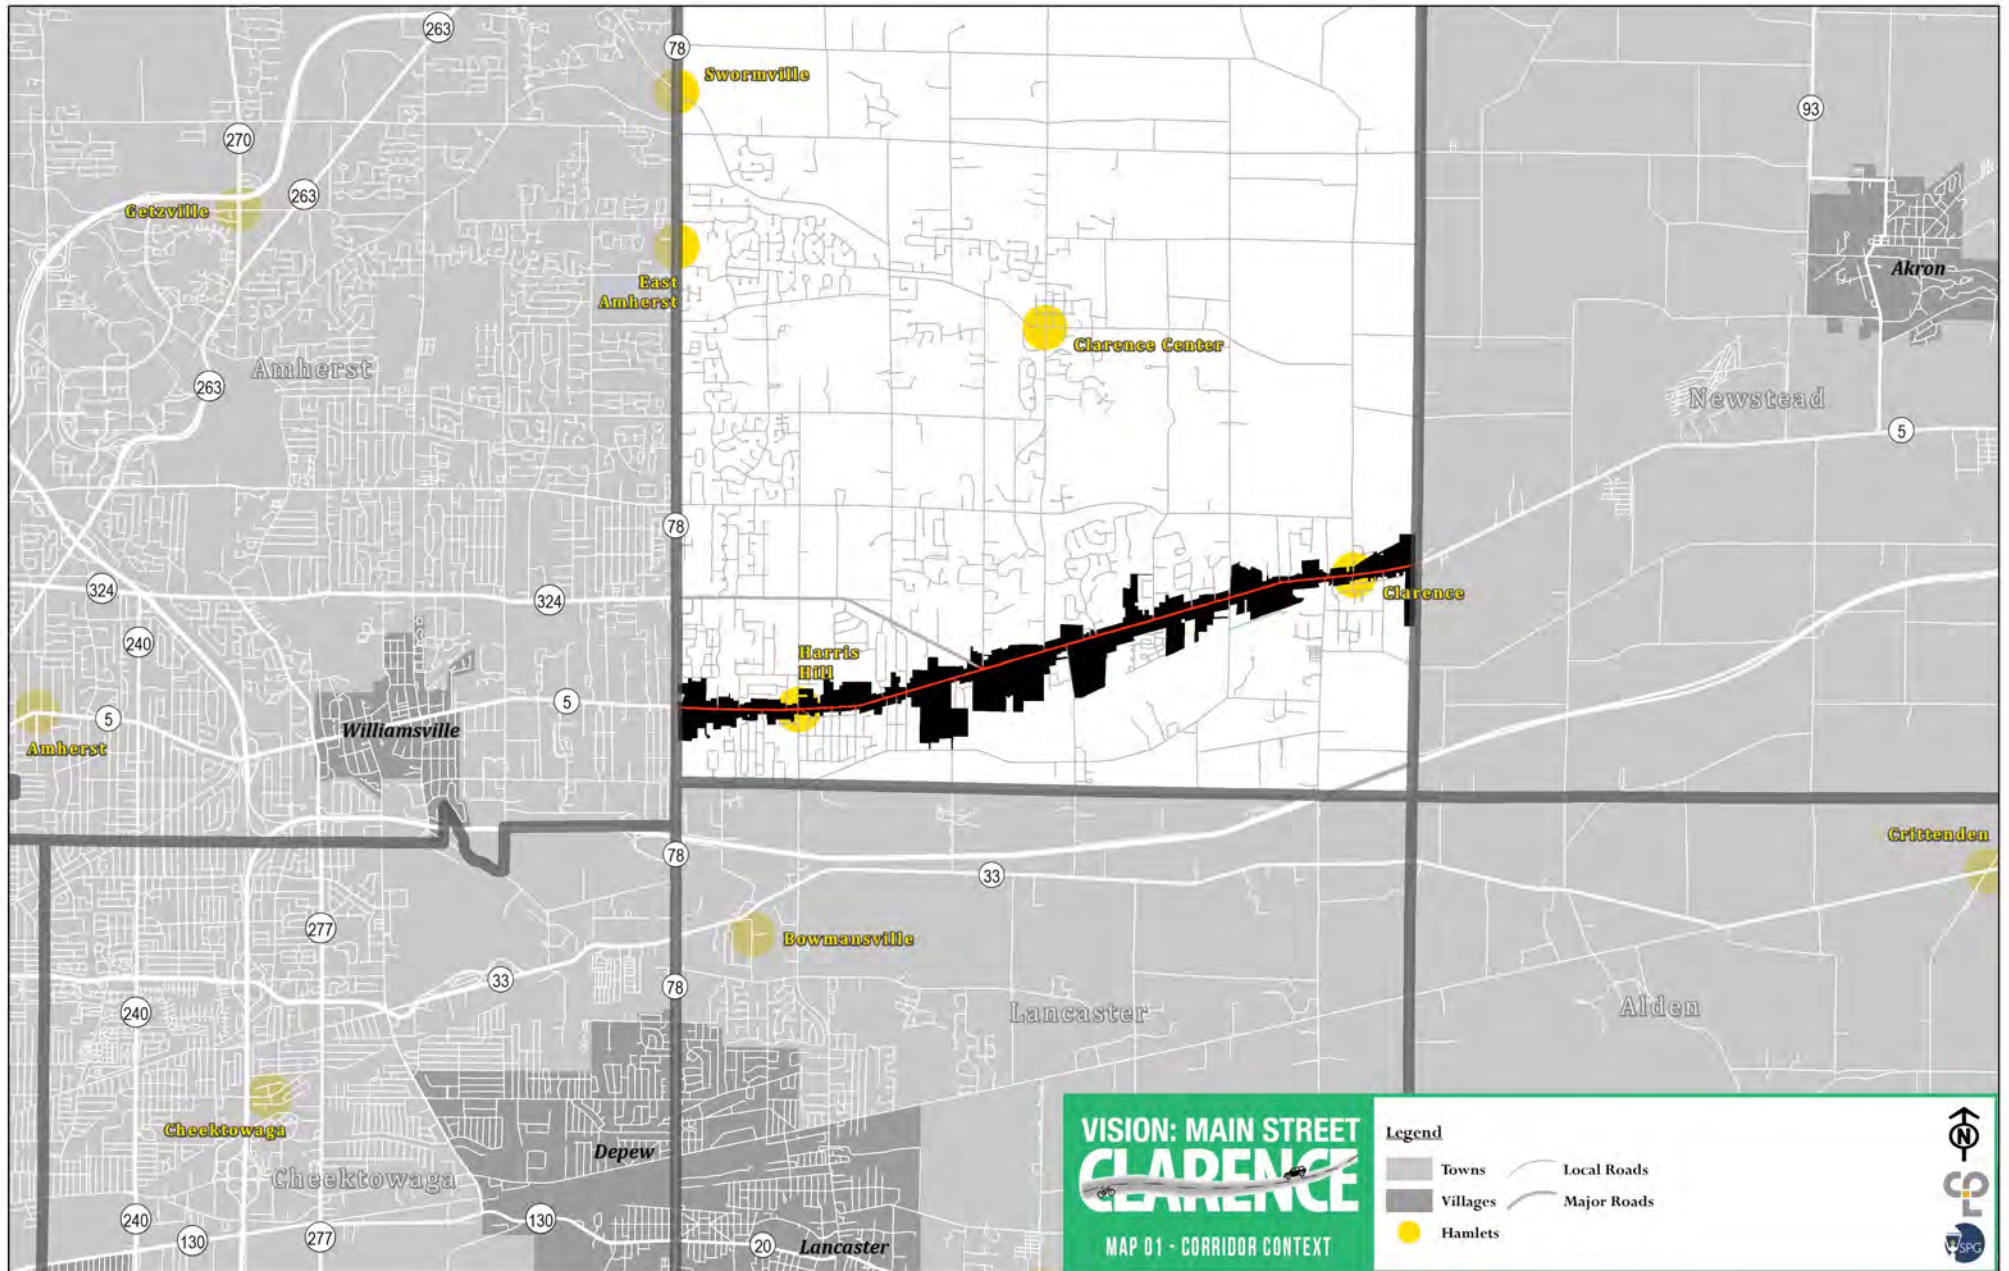 263
78
Swormville
93
270
263
Getzville
Akron
East
Amherst
Clarence Center
Amherst
263
Newstead
5
78
324
324
Clarence
240
Harris
Hill
5
5
Williamsville
Amherst
Crittenden
78
33
277
Bowmansville
33
78
240
Lancaster
Alden
Cheektowaga
Depew
Cheektowaga
240
130
277
130
20
Lancaster
VISION: MAIN STREET
CLARENCE
MAP 01 - CORRIDOR CONTEXT
Legend
Towns
Local Roads
Villages
Major Roads
Hamlets
N
SPG